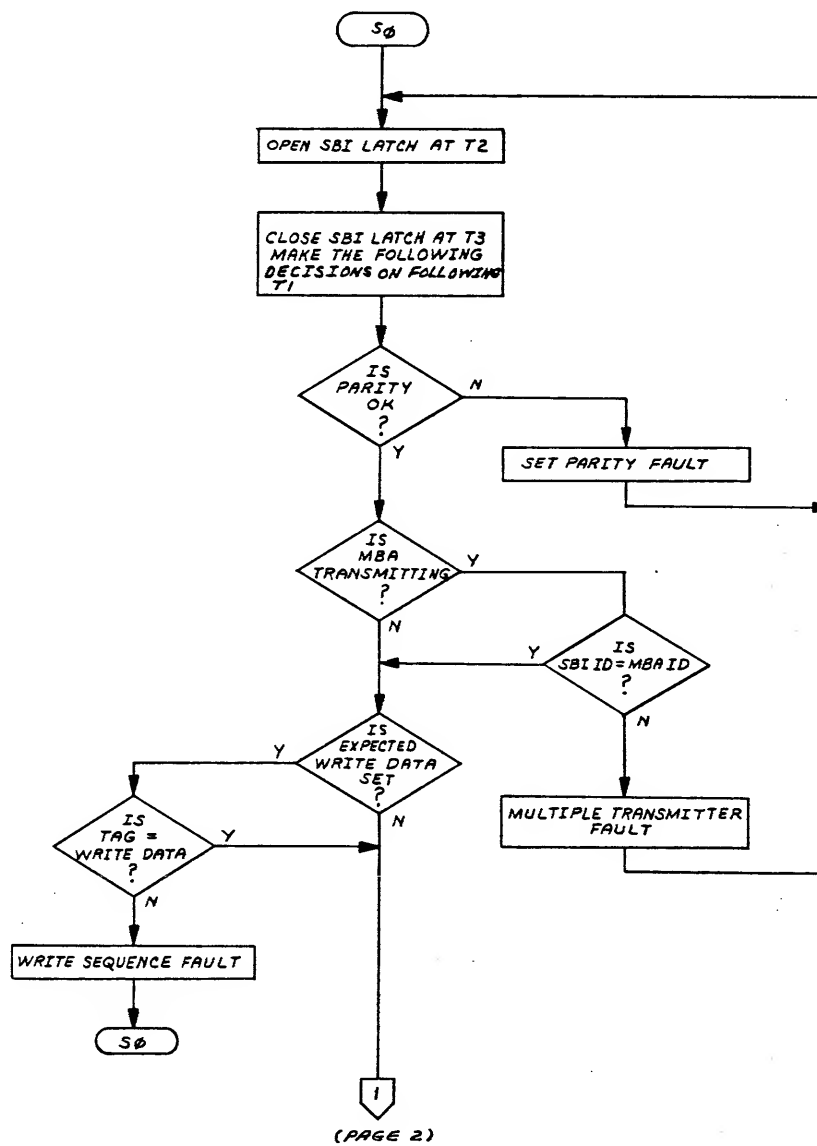 SØ
OPEN SBI LATCH AT T2
CLOSE SBI LATCH AT T3
MAKE THE FOLLOWING
DECISIONS ON FOLLOWING
T1
IS
PARITY
OK
?
N
Y
SET PARITY FAULT
IS
MBA
TRANSMITTING
?
Y
N
IS
SBI ID = MBA ID
?
Y
N
IS
EXPECTED
WRITE DATA
SET
?
Y
N
MULTIPLE TRANSMITTER
FAULT
IS
TAG =
WRITE DATA
?
Y
N
WRITE SEQUENCE FAULT
SØ
1
(PAGE 2)